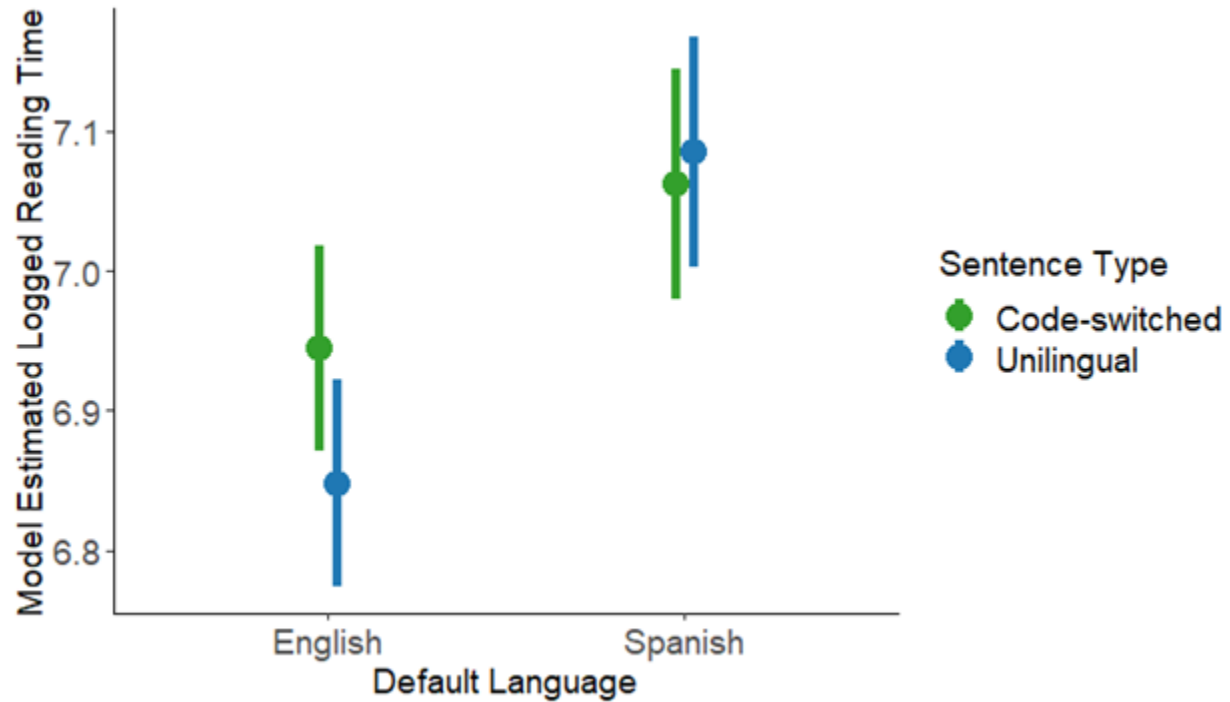 Model Estimated Logged Reading Time
7.1
7.0
6.9
6.8
English
Spanish
Default Language
Sentence Type
Code-switched
Unilingual